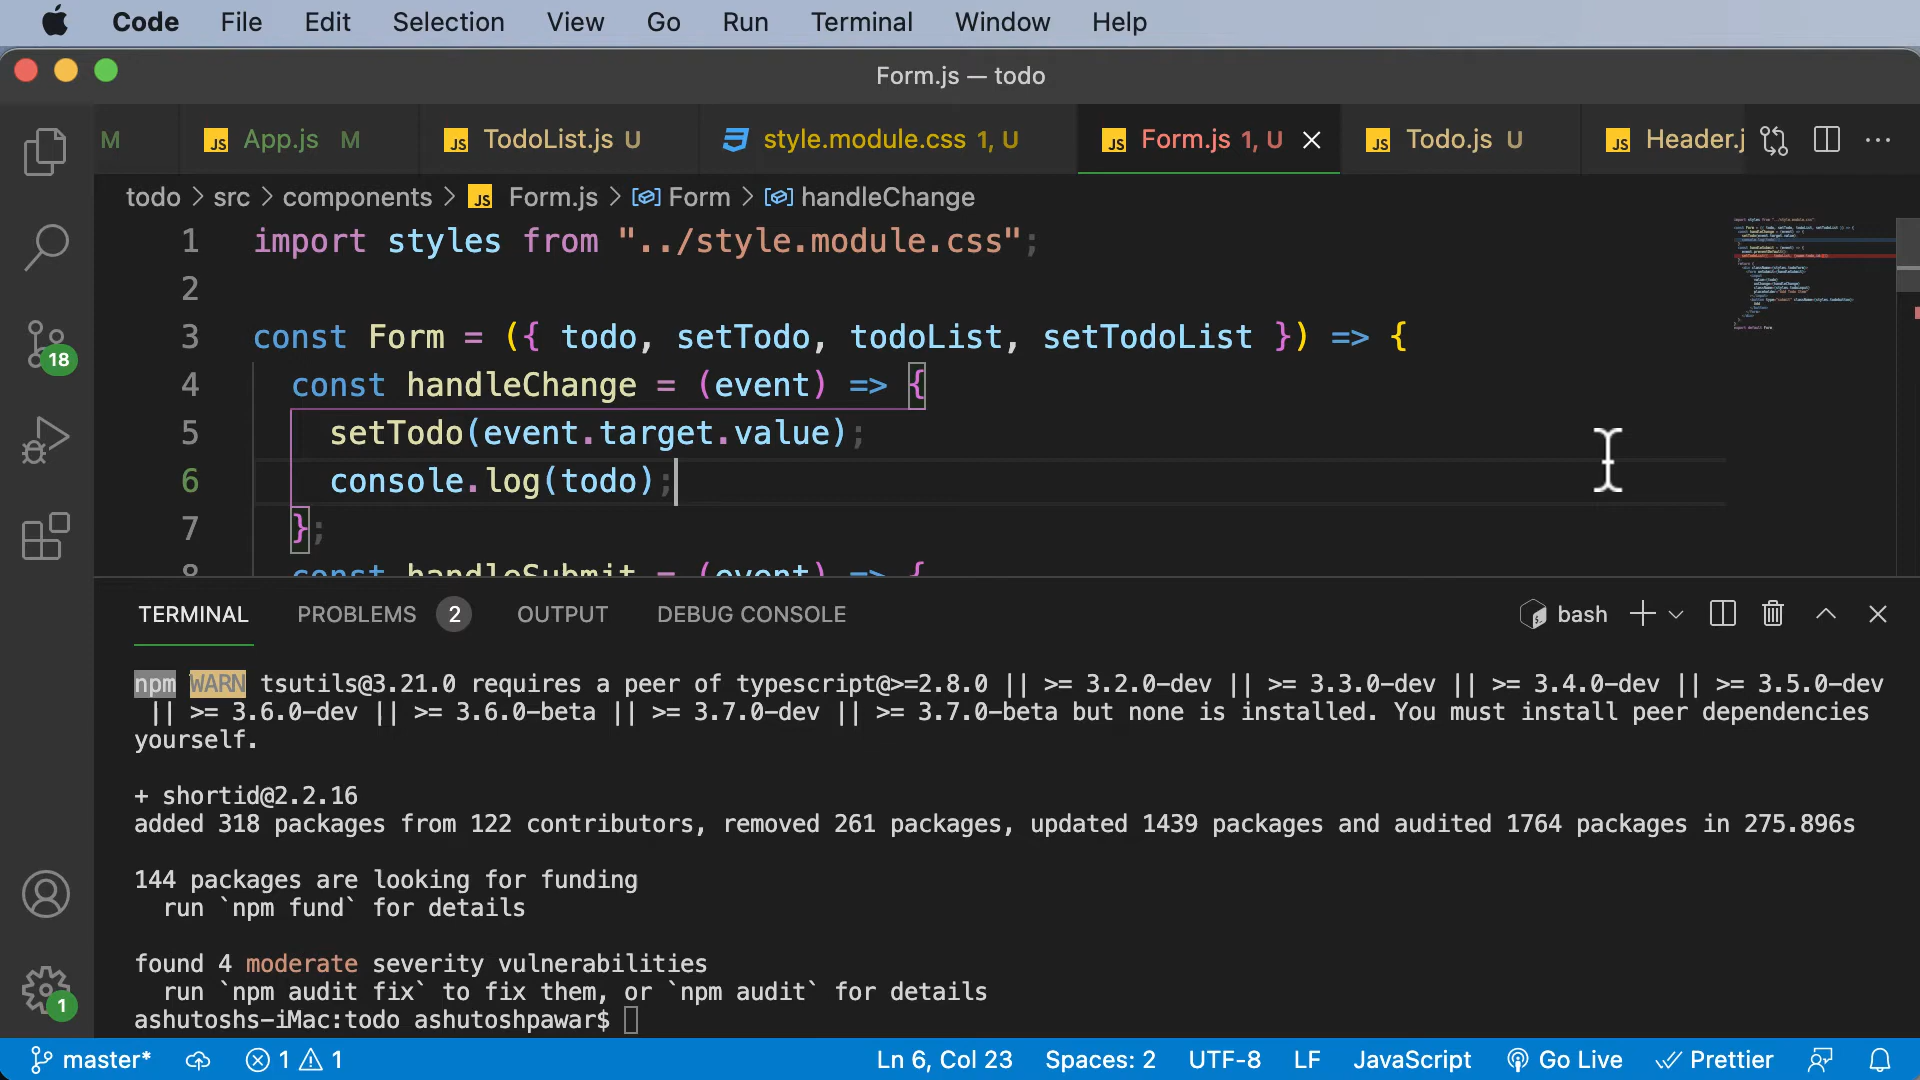 Code File Edit Selection View Go Run Terminal Window Help
Form.js — todo
M JS App.js M JS TodoList.js U style.module.css 1, U JS Form.js 1, U JS Todo.js U JS Header.j
todo > src > components > JS Form.js > Form > handleChange
1 import styles from "../style.module.css";
2
3 const Form = ({ todo, setTodo, todoList, setTodoList }) => {
4 const handleChange = (event) => {
5 setTodo(event.target.value);
6 console.log(todo);
7 };
8 const handleSubmit = (event) => {
18
1
TERMINAL PROBLEMS 2 OUTPUT DEBUG CONSOLE bash
npm WARN tsutils@3.21.0 requires a peer of typescript@>=2.8.0 || >= 3.2.0-dev || >= 3.3.0-dev || >= 3.4.0-dev || >= 3.5.0-dev
|| >= 3.6.0-dev || >= 3.6.0-beta || >= 3.7.0-dev || >= 3.7.0-beta but none is installed. You must install peer dependencies
yourself.
+ shortid@2.2.16
added 318 packages from 122 contributors, removed 261 packages, updated 1439 packages and audited 1764 packages in 275.896s
144 packages are looking for funding
run `npm fund` for details
found 4 moderate severity vulnerabilities
run `npm audit fix` to fix them, or `npm audit` for details
ashutoshs-iMac:todo ashutoshpawar$
master* 1 1 Ln 6, Col 23 Spaces: 2 UTF-8 LF JavaScript Go Live Prettier